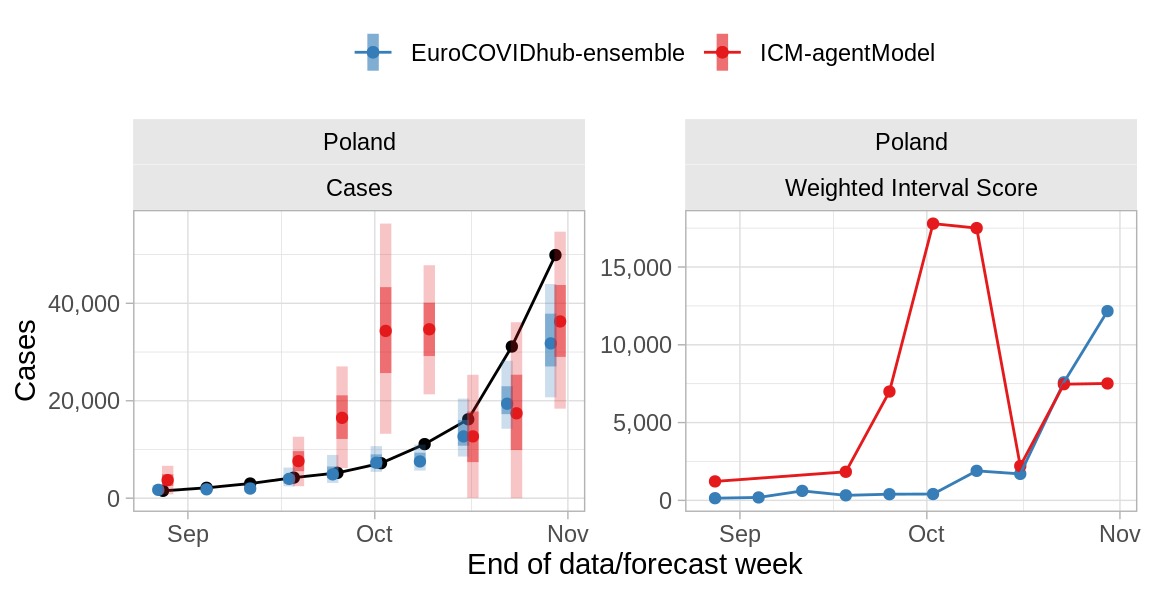 EuroCOVIDhub-ensemble ICM-agentModel
Poland
Cases
Cases
40,000
20,000
0
Sep Oct Nov
Poland
Weighted Interval Score
15,000
10,000
5,000
0
Sep Oct Nov
End of data/forecast week